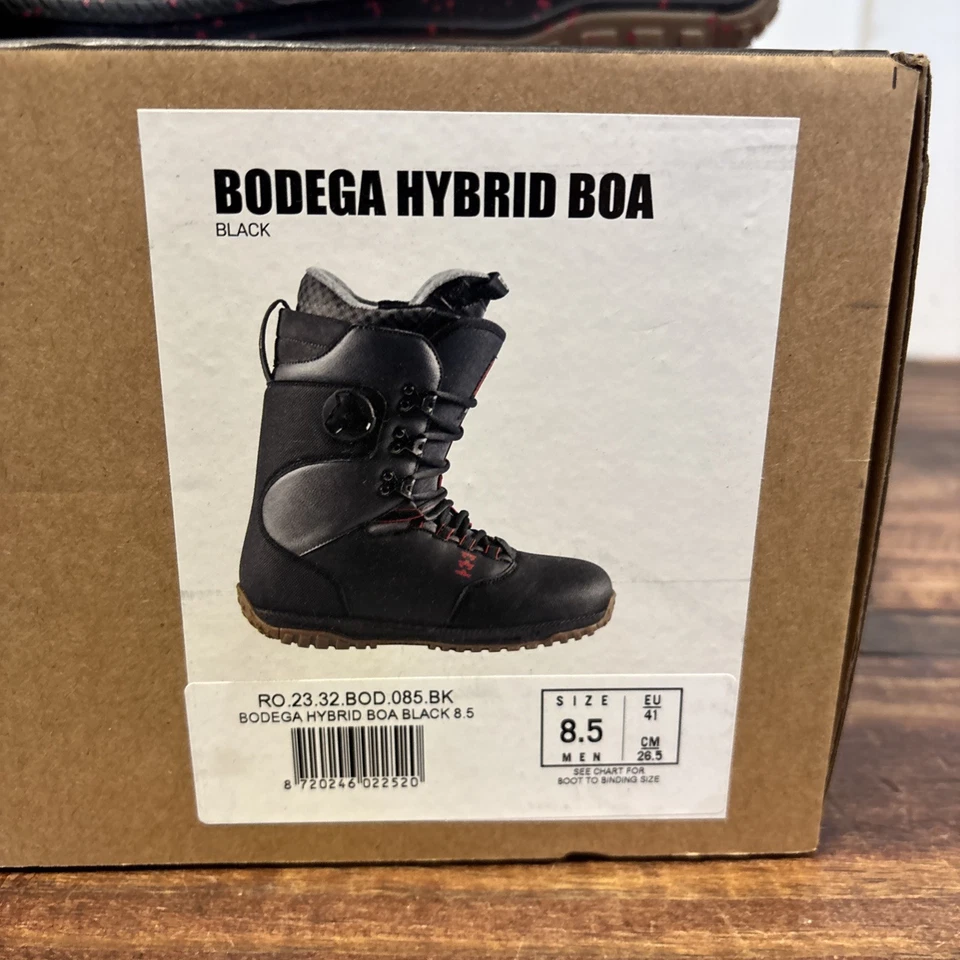 BODEGA HYBRID BOA
BLACK
RO.23.32.BOD.085.BK
BODEGA HYBRID BOA BLACK 8.5
8 720246 022520
SIZE
8.5
MEN
EU
41
CM
26.5
SEE CHART FOR
BOOT TO BINDING SIZE